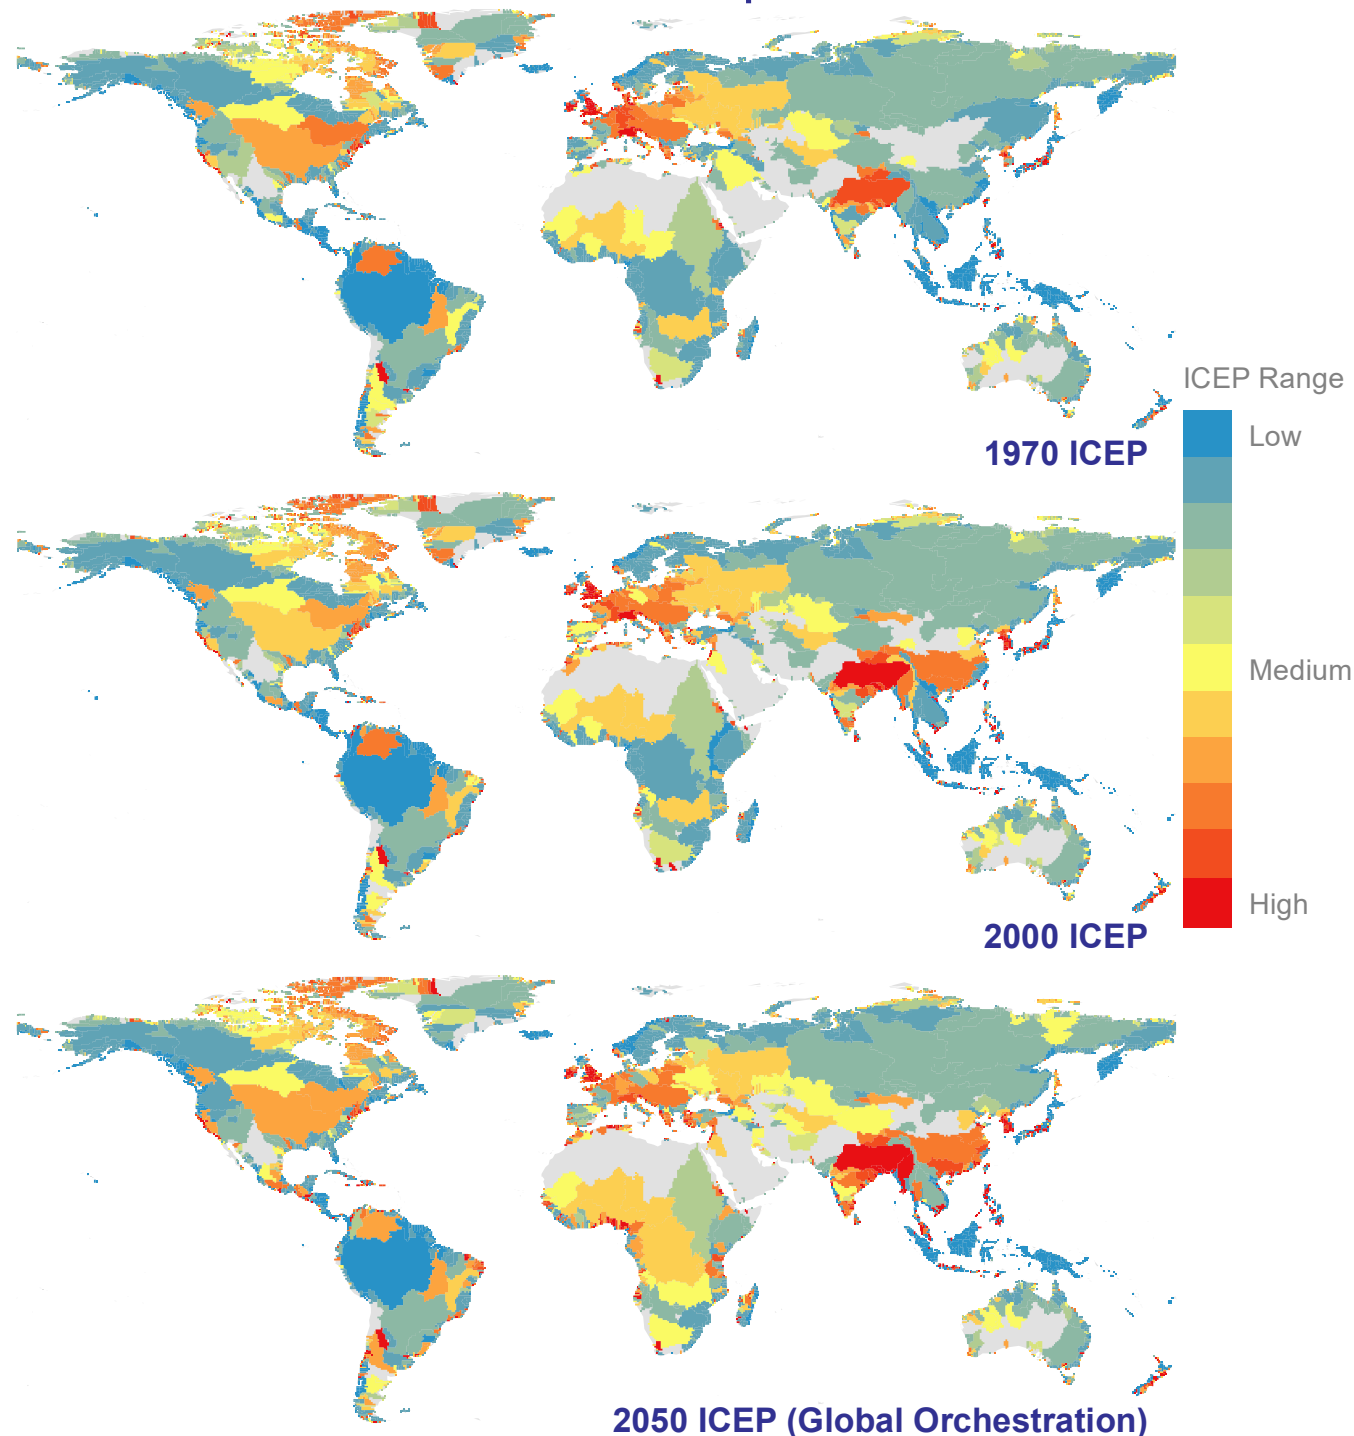 1970 ICEP
ICEP Range
Low
Medium
High
2000 ICEP
2050 ICEP (Global Orchestration)